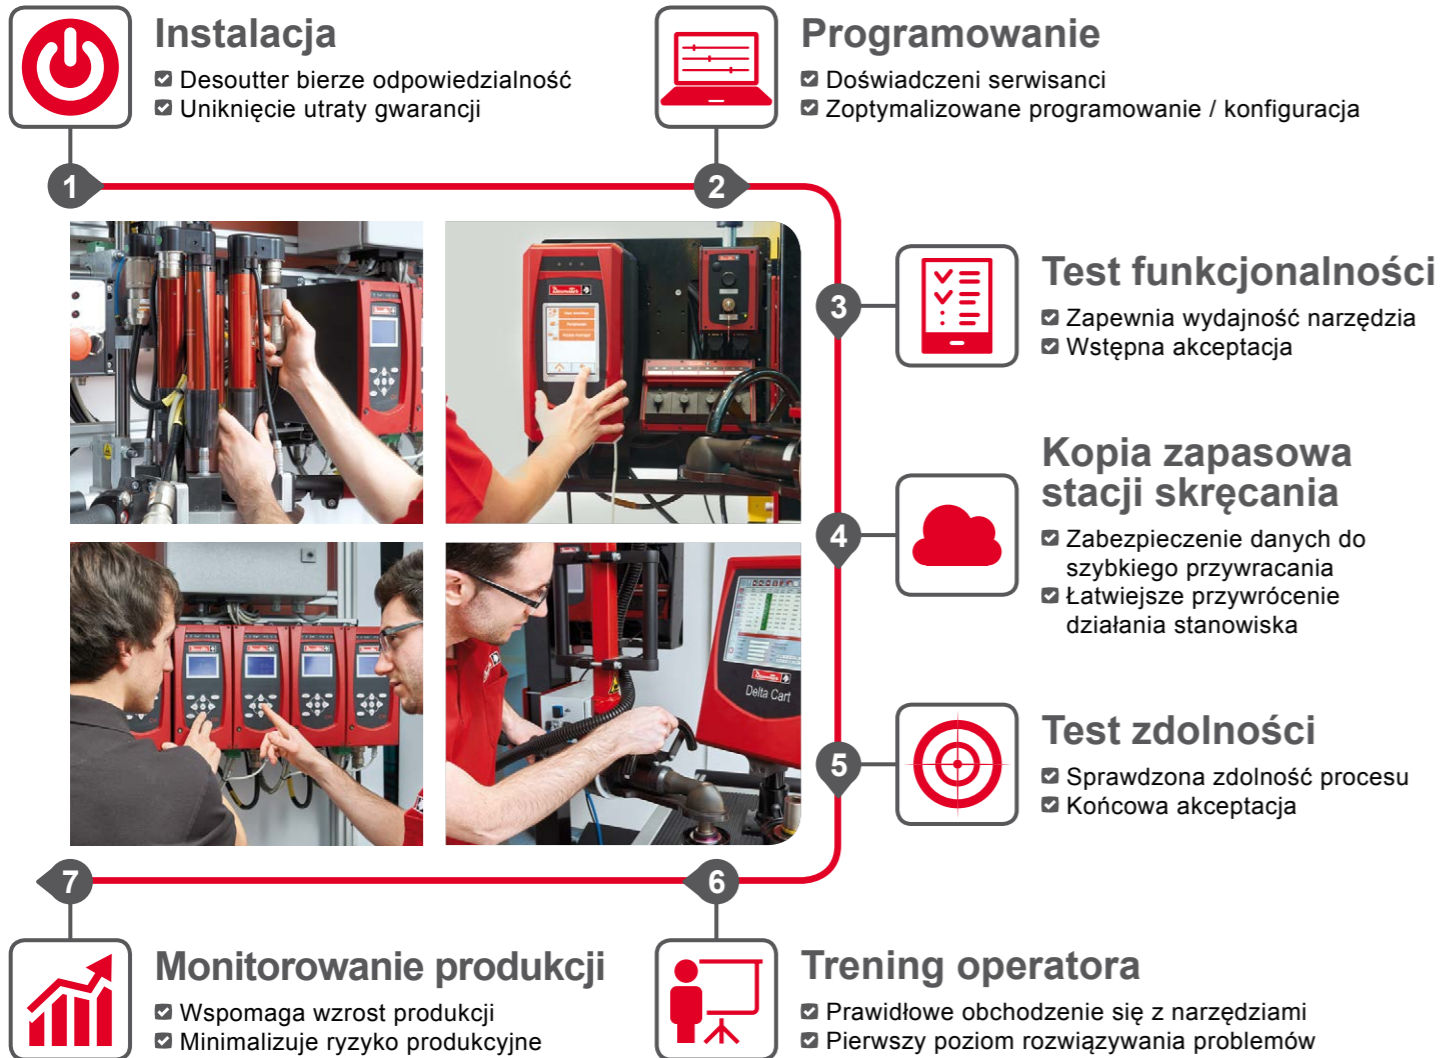 Instalacja
Desoutter bierze odpowiedzialność
Uniknięcie utraty gwarancji
Programowanie
Doświadczeni serwisanci
Zoptymalizowane programowanie / konfiguracja
1
2
3
Test funkcjonalności
Zapewnia wydajność narzędzia
Wstępna akceptacja
4
Kopia zapasowa
stacji skręcania
Zabezpieczenie danych do
szybkiego przywracania
Łatwiejsze przywrócenie
działania stanowiska
Delta Cart
5
Test zdolności
Sprawdzona zdolność procesu
Końcowa akceptacja
7
6
Monitorowanie produkcji
Wspomaga wzrost produkcji
Minimalizuje ryzyko produkcyjne
Trening operatora
Prawidłowe obchodzenie się z narzędziami
Pierwszy poziom rozwiązywania problemów